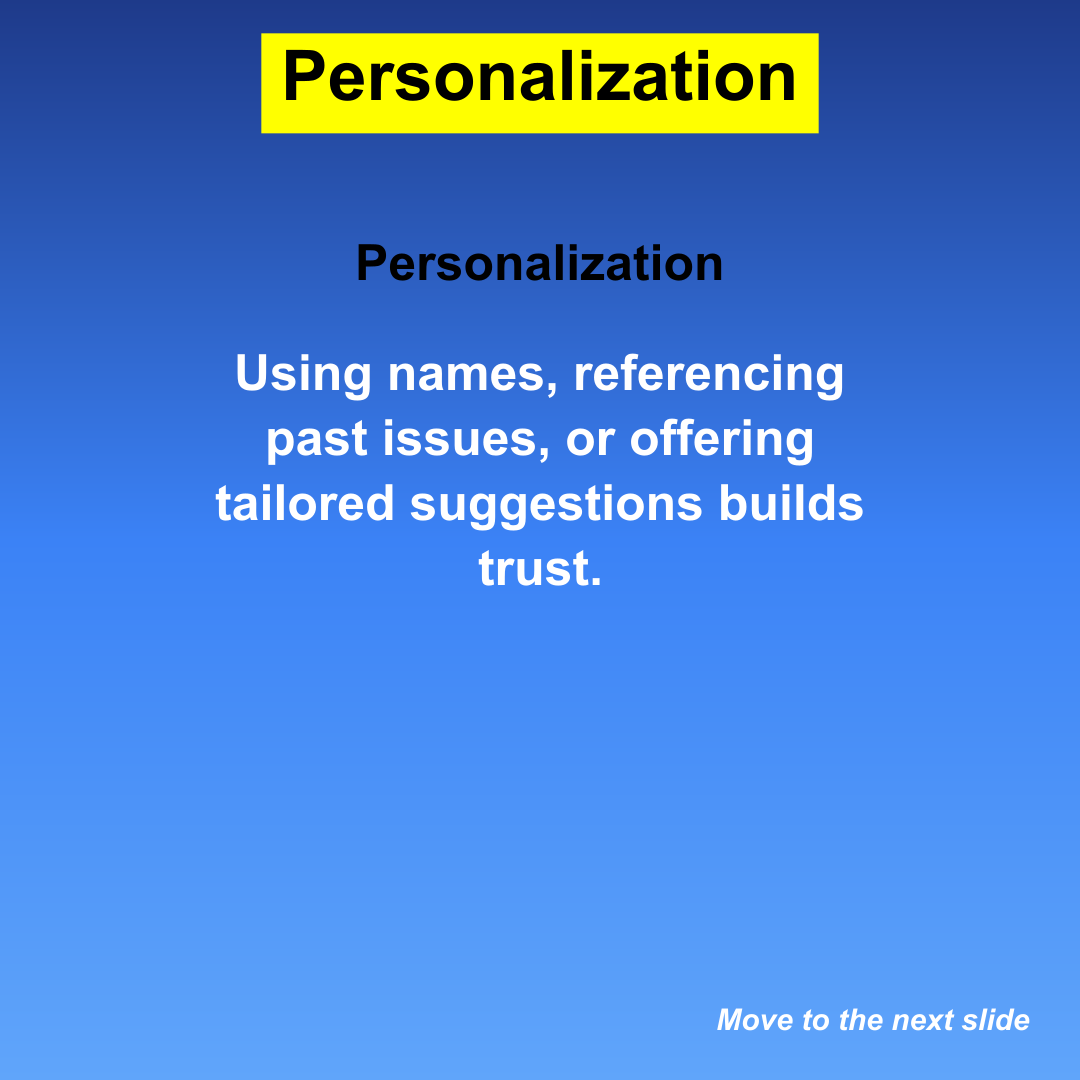 Personalization
Personalization
Using names, referencing
past issues, or offering
tailored suggestions builds
trust.
Move to the next slide